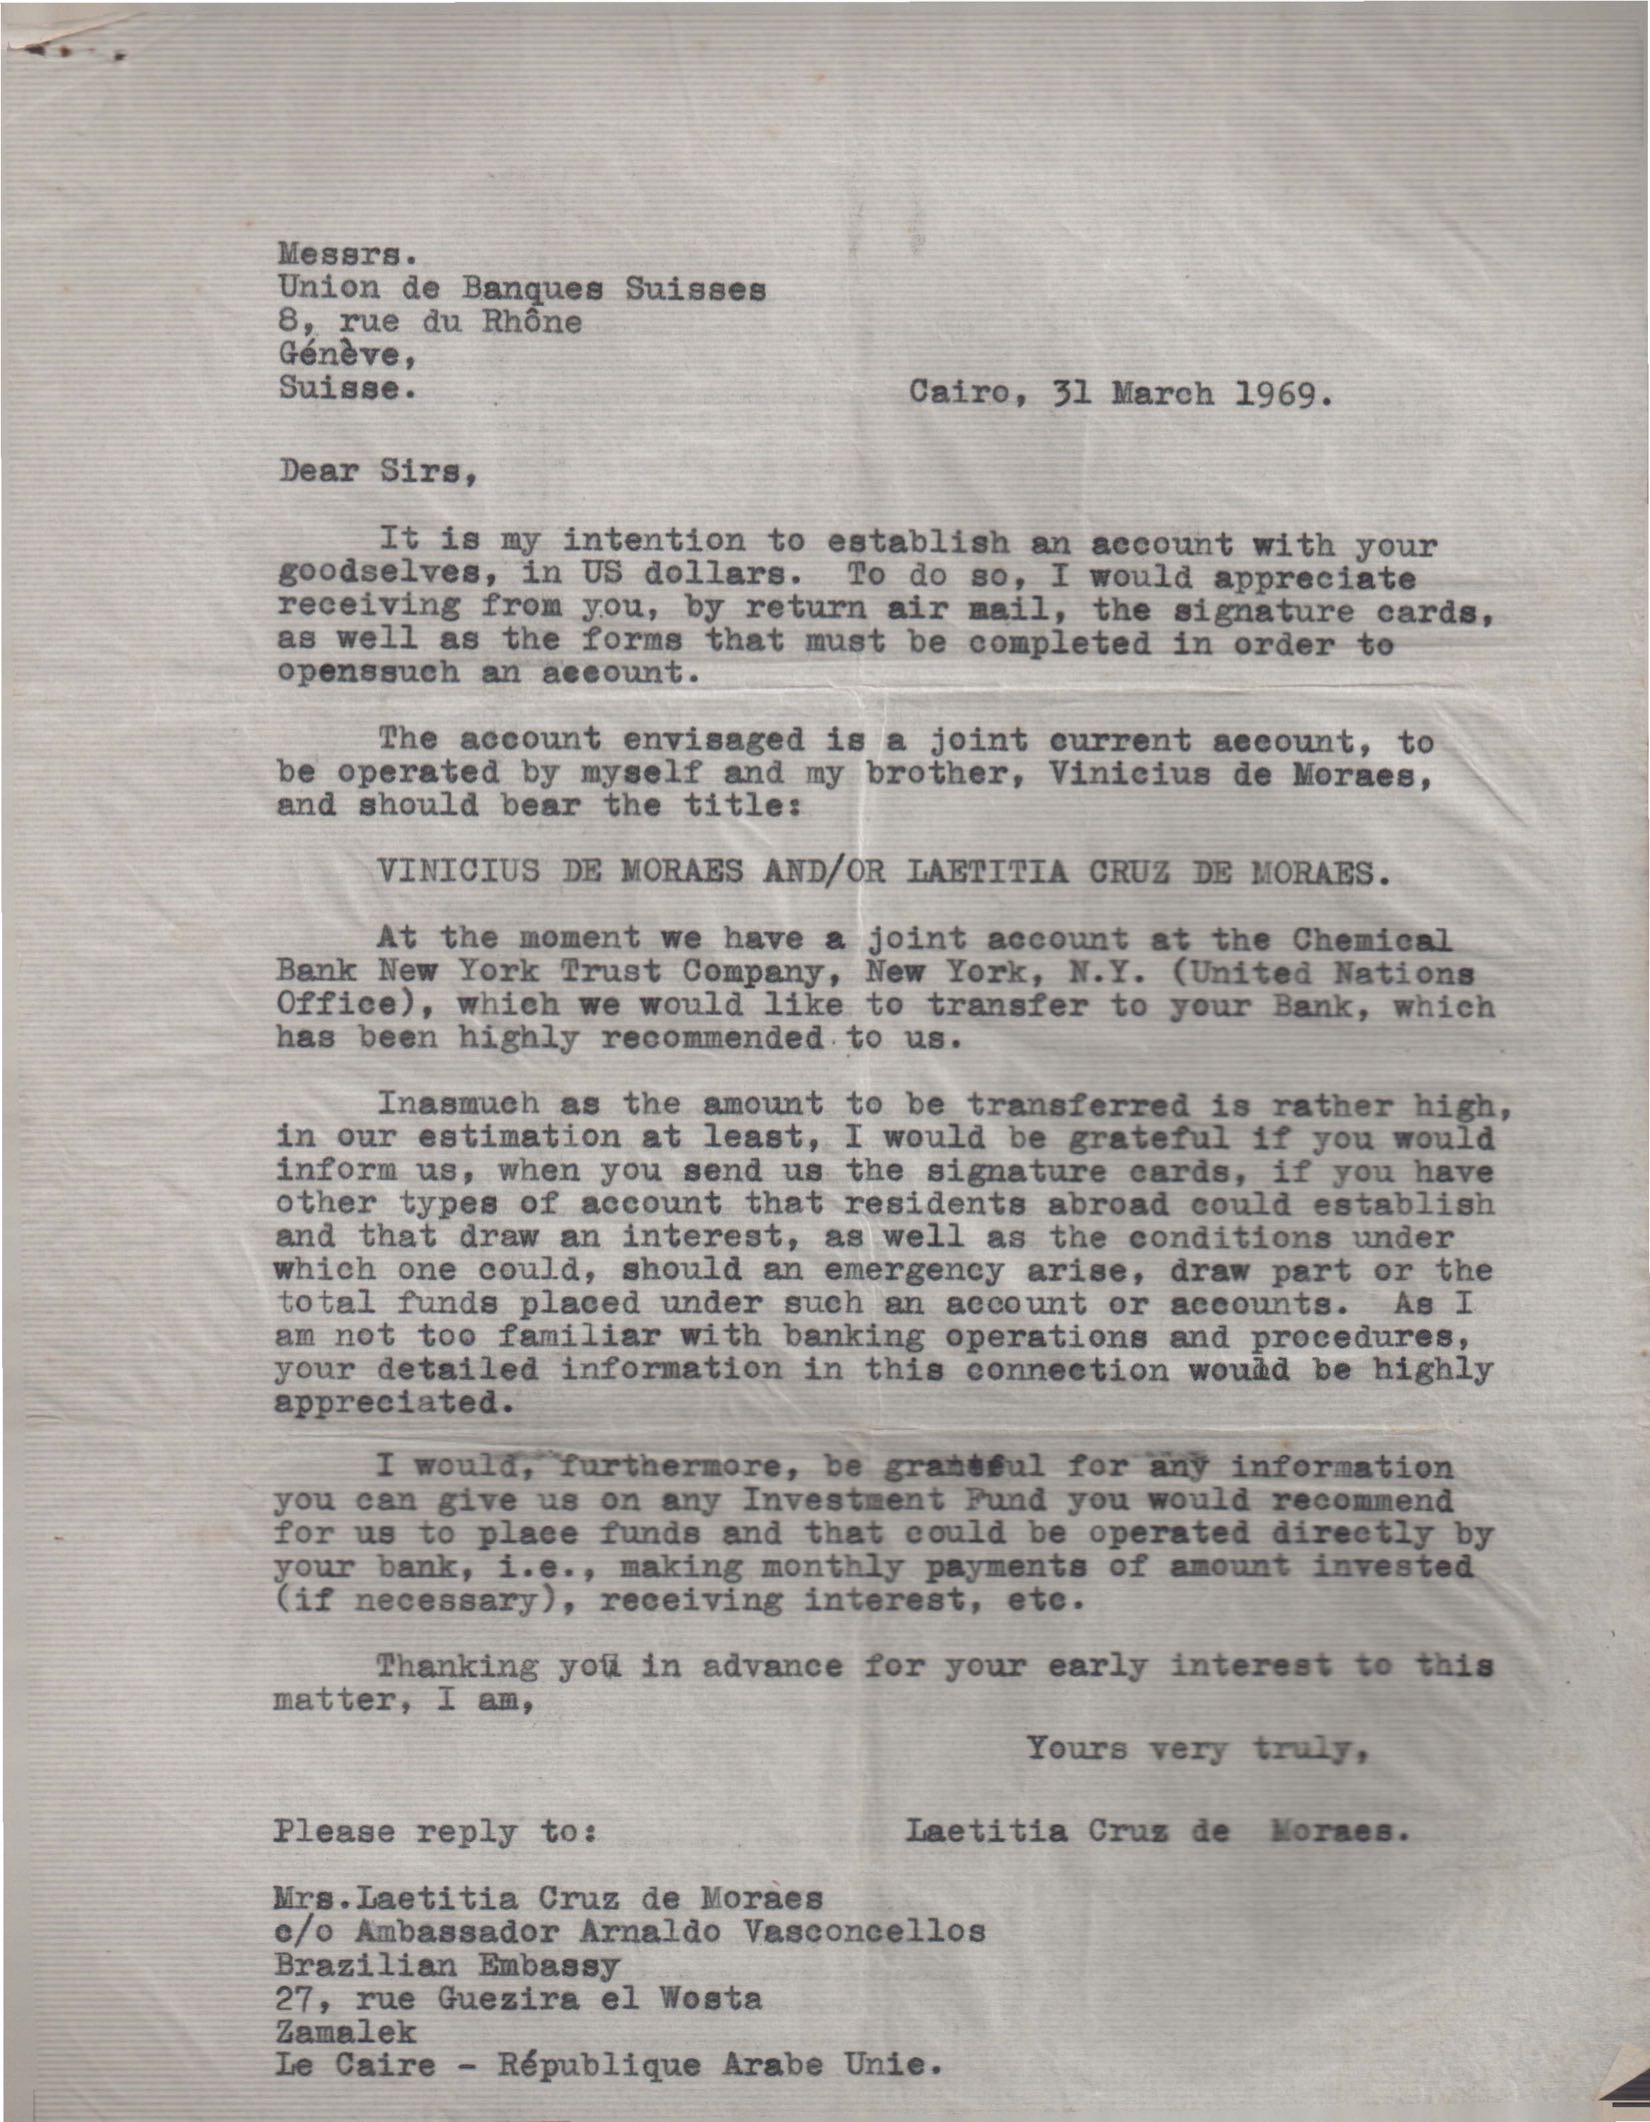 Messrs.
Union de Banques Suisses
8, rue du Rhône
Génève,
Suisse.
Cairo, 31 March 1969.
Dear Sirs,
It is my intention to establish an account with your
goodselves, in US dollars. To do so, I would appreciate
receiving from you, by return air mail, the signature cards,
as well as the forms that must be completed in order to
openssuch an account.
The account envisaged is a joint current account, to
be operated by myself and my brother, Vinicius de Moraes,
and should bear the title:
VINICIUS DE MORAES AND/OR LAETITIA CRUZ DE MORAES.
At the moment we have a joint account at the Chemical
Bank New York Trust Company, New York, N.Y. (United Nations
Office), which we would like to transfer to your Bank, which
has been highly recommended to us.
Inasmuch as the amount to be transferred is rather high,
in our estimation at least, I would be grateful if you would
inform us, when you send us the signature cards, if you have
other types of account that residents abroad could establish
and that draw an interest, as well as the conditions under
which one could, should an emergency arise, draw part or the
total funds placed under such an account or accounts. As I
am not too familiar with banking operations and procedures,
your detailed information in this connection would be highly
appreciated.
I would, furthermore, be grateful for any information
you can give us on any Investment Fund you would recommend
for us to place funds and that could be operated directly by
your bank, i.e., making monthly payments of amount invested
(if necessary), receiving interest, etc.
Thanking you in advance for your early interest to this
matter, I am,
Yours very truly,
Please reply to:
Laetitia Cruz de Moraes.
Mrs.Laetitia Cruz de Moraes
c/o Ambassador Arnaldo Vasconcellos
Brazilian Embassy
27, rue Guezira el Wosta
Zamalek
Le Caire - République Arabe Unie.